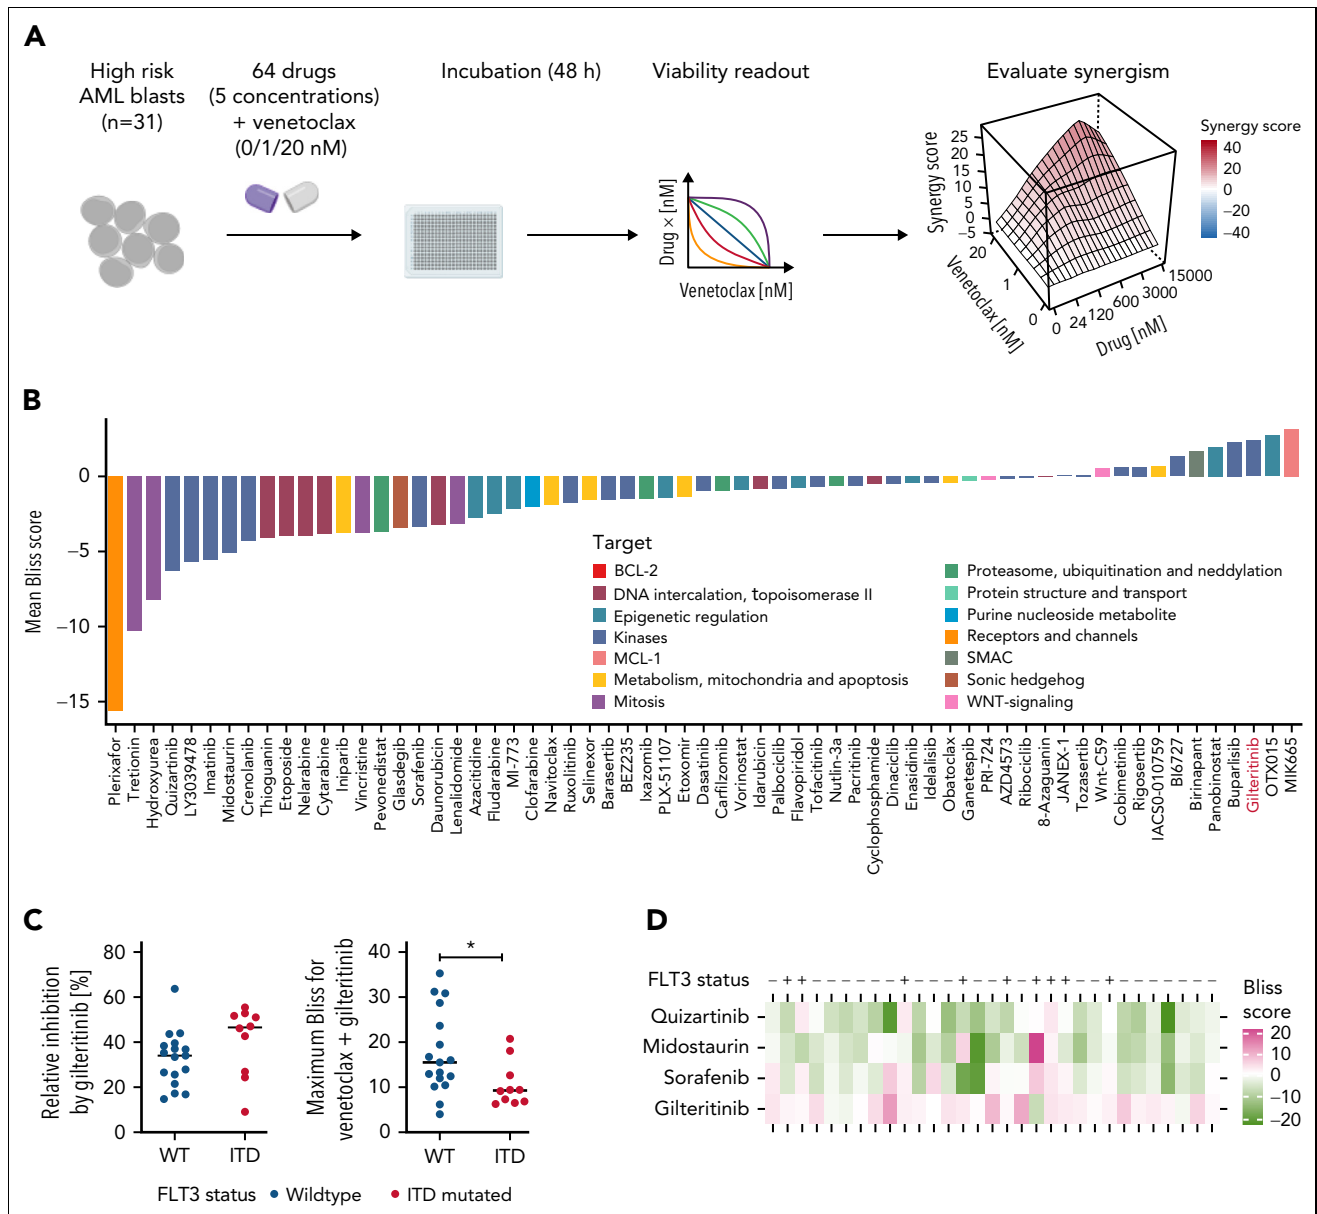 A
High risk
AML blasts
(n=31)
64 drugs
(5 concentrations)
+ venetoclax
(0/1/20 nM)
Incubation (48 h)
Viability readout
Drug × [nM]
Venetoclax [nM]
Evaluate synergism
Synergy score
25
20
15
10
5
0
−5
20
1
0
Venetoclax [nM]
0
24
120
600
3000
15000
Drug [nM]
Synergy score
40
20
0
−20
−40
B
Mean Bliss score
0
−5
−10
−15
Target
BCL-2
DNA intercalation, topoisomerase II
Epigenetic regulation
Kinases
MCL-1
Metabolism, mitochondria and apoptosis
Mitosis
Proteasome, ubiquitination and neddylation
Protein structure and transport
Purine nucleoside metabolite
Receptors and channels
SMAC
Sonic hedgehog
WNT-signaling
Plerixafor
Tretionin
Hydroxyurea
Quizartinib
LY3039478
Imatinib
Midostaurin
Crenolanib
Thioguanin
Etoposide
Nelarabine
Cytarabine
Iniparib
Vincristine
Pevonedistat
Glasdegib
Sorafenib
Daunorubicin
Lenalidomide
Azacitidine
Fludarabine
MI-773
Clofarabine
Navitoclax
Ruxolitinib
Selinexor
Barasertib
BEZ235
Ixazomib
PLX-51107
Etoxomir
Dasatinib
Carfilzomib
Vorinostat
Idarubicin
Palbociclib
Flavopiridol
Tofacitinib
Nutlin-3a
Pacritinib
Cyclophosphamide
Dinaciclib
Enasidinib
Idelalisib
Obatoclax
Ganetespib
PRI-724
AZD4573
Ribociclib
8-Azaguanin
JANEX-1
Tozasertib
Wnt-C59
Cobimetinib
Rigosertib
IACS0-010759
BI6727
Birinapant
Panobinostat
Buparlisib
Gilteritinib
OTX015
MIK665
C
Relative inhibition
by gilteritinib [%]
80
60
40
20
0
WT
ITD
Maximum Bliss for
venetoclax + gilteritinib
40
30
20
10
0
*
WT
ITD
FLT3 status
Wildtype
ITD mutated
D
FLT3 status − + + − − − − − − + − − − + − − + − + + + − − + − − − − − − −
Quizartinib
Midostaurin
Sorafenib
Gilteritinib
Bliss
score
20
10
0
−10
−20